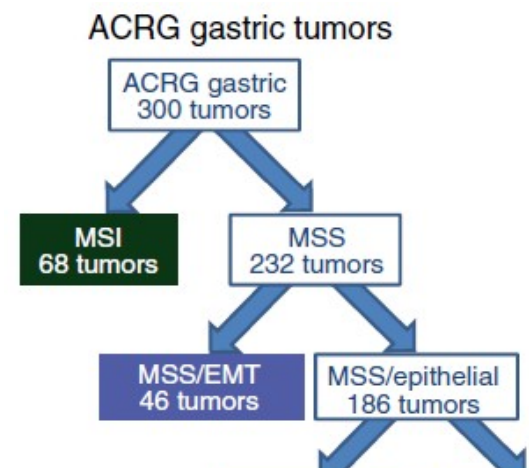 ACRG gastric tumors
ACRG gastric
300 tumors
MSI
68 tumors
MSS
232 tumors
MSS/EMT
46 tumors
MSS/epithelial
186 tumors